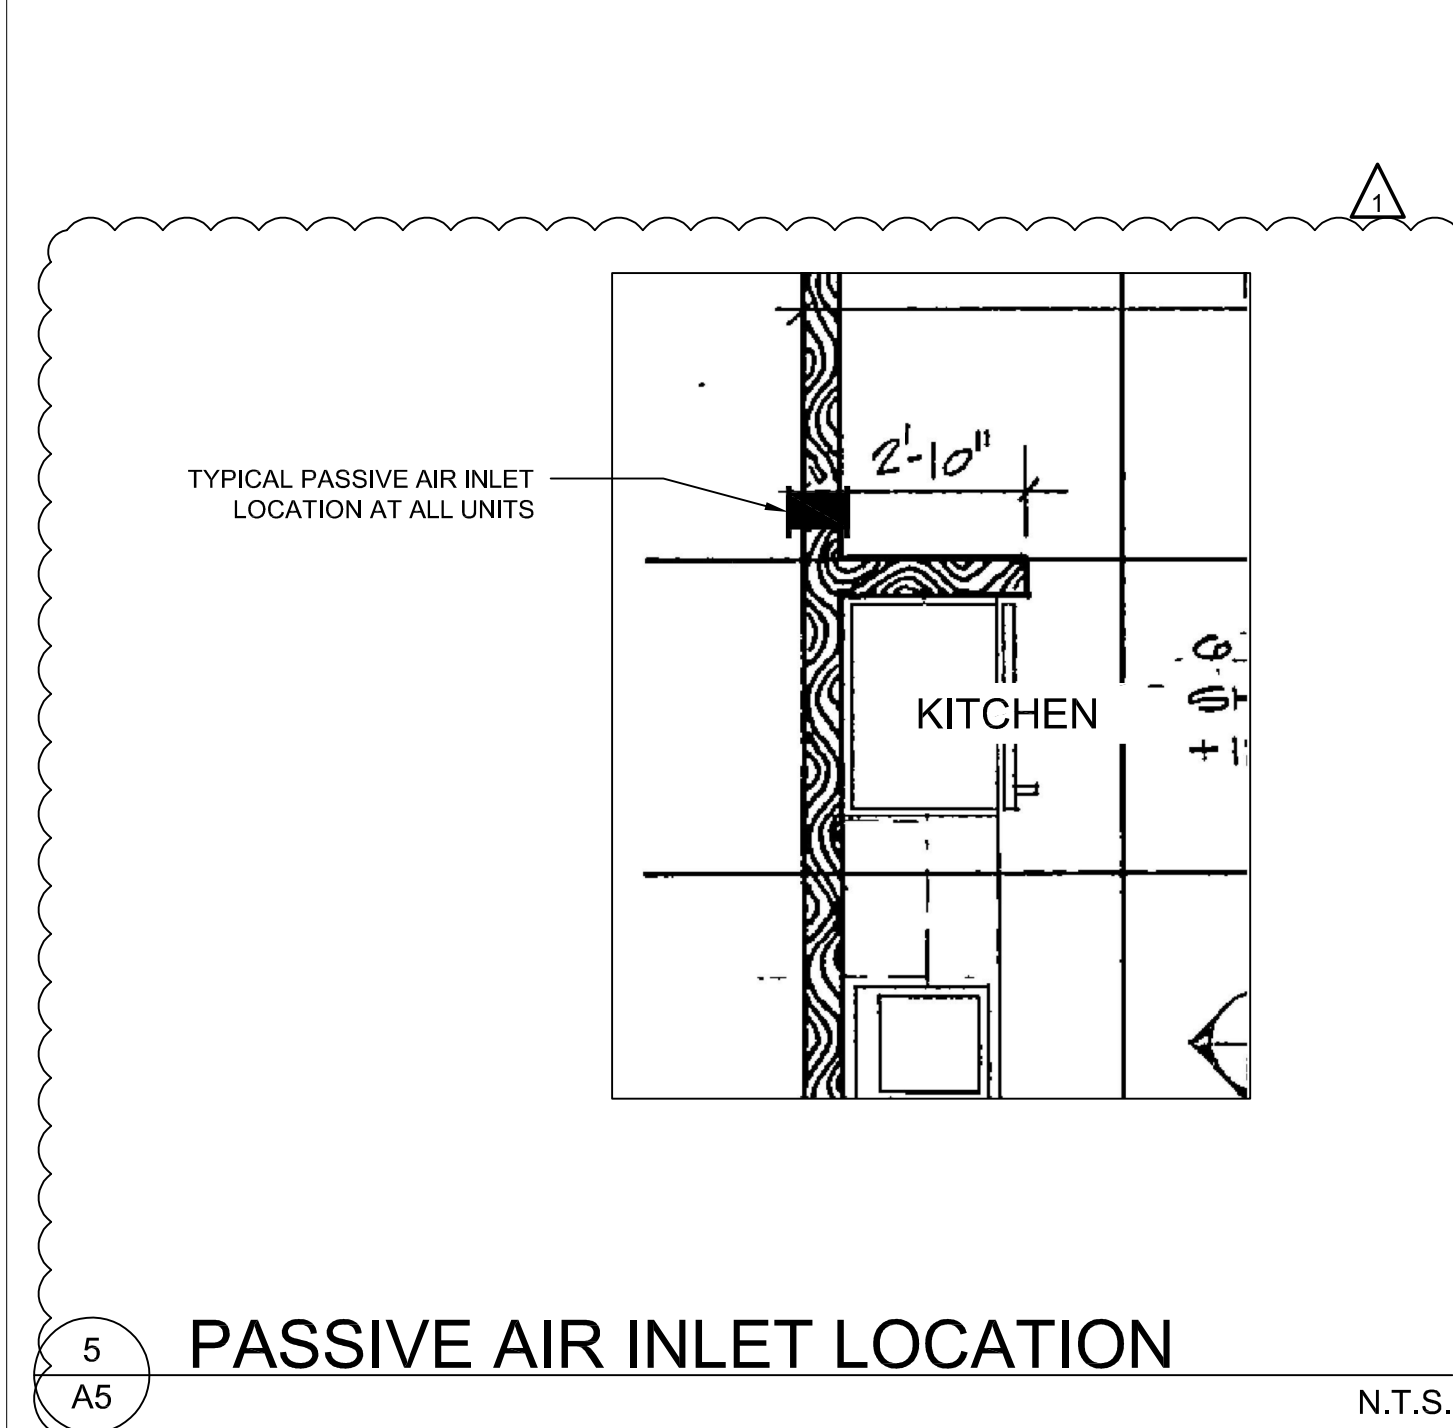 1
2'-10"
TYPICAL PASSIVE AIR INLET
LOCATION AT ALL UNITS
KITCHEN
5
A5
PASSIVE AIR INLET LOCATION
N.T.S.